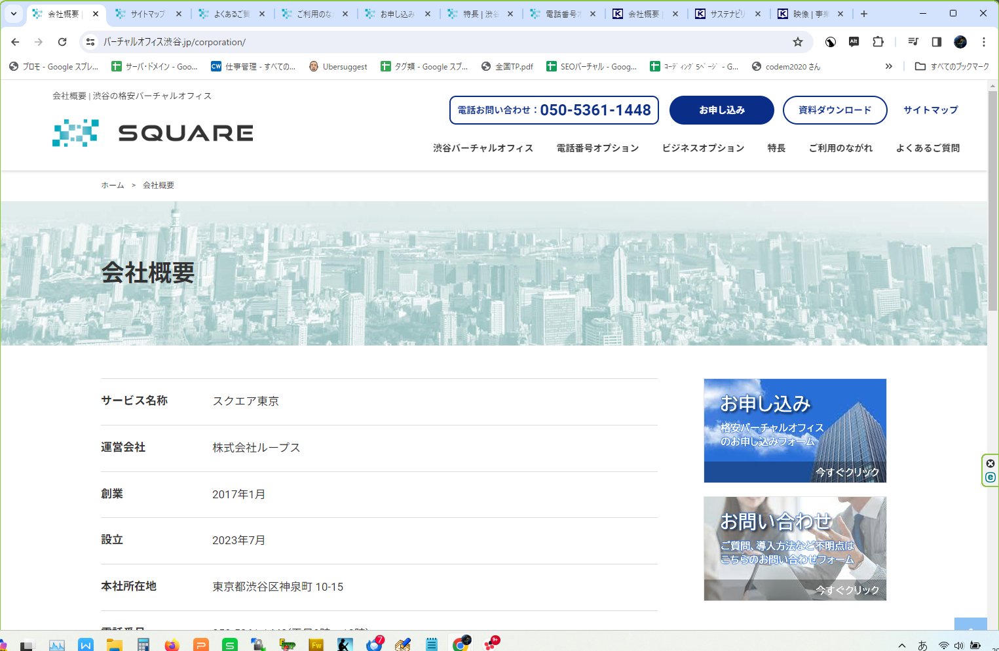 会社概要
サイトマップ
よくあるご質
ご利用のな
お申し込み
特長 | 渋谷
電話番号オ
会社概要
サステナビリ
映像 | 事業
バーチャルオフィス渋谷.jp/corporation/
プロモ - Google スプレ...
サーバ・ドメイン - Goo...
CW 仕事管理 - すべての...
Ubersuggest
タグ類 - Google スプ...
全国TP.pdf
SEOバーチャル - Goog...
コーディング 5ページ - G...
codem2020 さん
»
すべてのブックマーク
会社概要 | 渋谷の格安バーチャルオフィス
SQUARE
電話お問い合わせ：050-5361-1448
お申し込み
資料ダウンロード
サイトマップ
渋谷バーチャルオフィス
電話番号オプション
ビジネスオプション
特長
ご利用のながれ
よくあるご質問
ホーム > 会社概要
会社概要
サービス名称 スクエア東京
運営会社 株式会社ループス
創業 2017年1月
設立 2023年7月
本社所在地 東京都渋谷区神泉町 10-15
お申し込み
格安バーチャルオフィス
のお申し込みフォーム
今すぐクリック
お問い合わせ
ご質問、導入方法など不明点は
こちらのお問い合わせフォーム
今すぐクリック
Fw
7
9+
あ